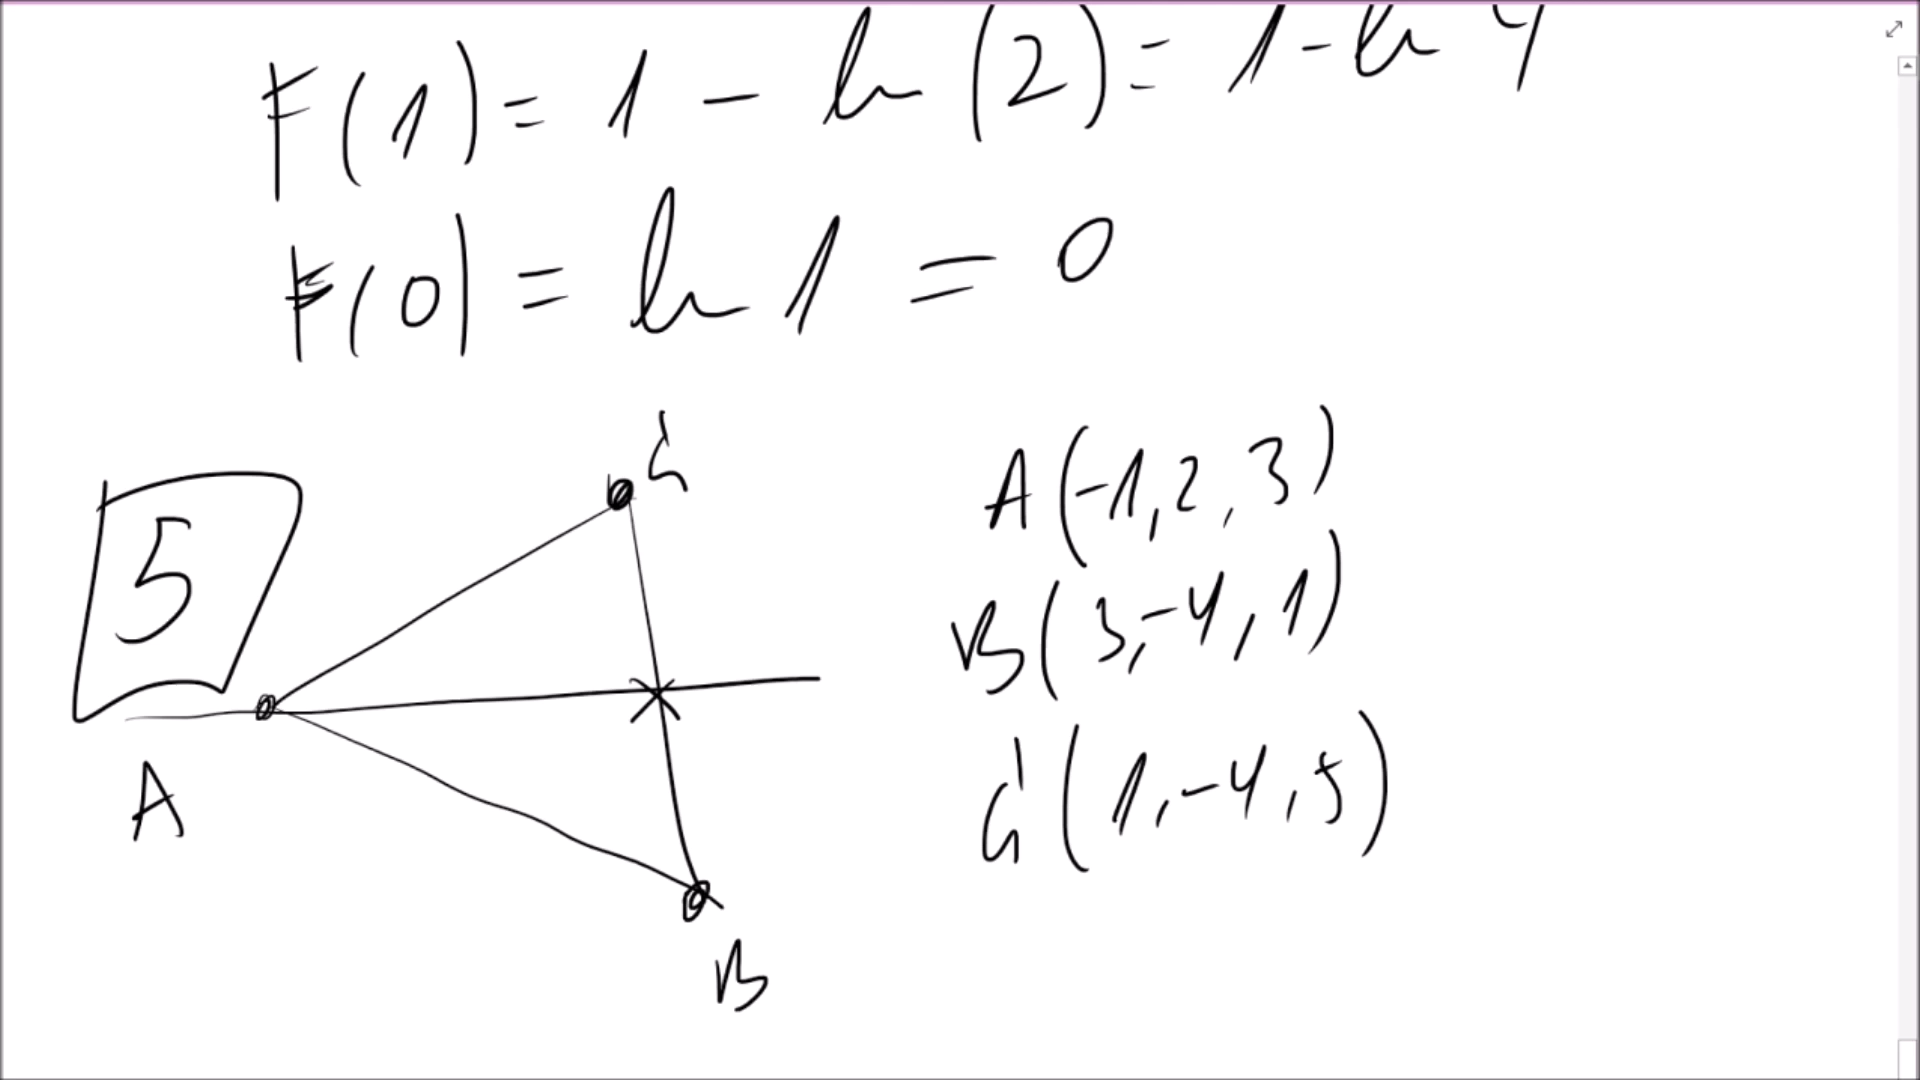 F(1) = 1 - ln(2) = 1 - ln 4
F(0) = ln 1 = 0
5
A
B
A(-1, 2, 3)
B(3, -4, 1)
(1, -4, 5)